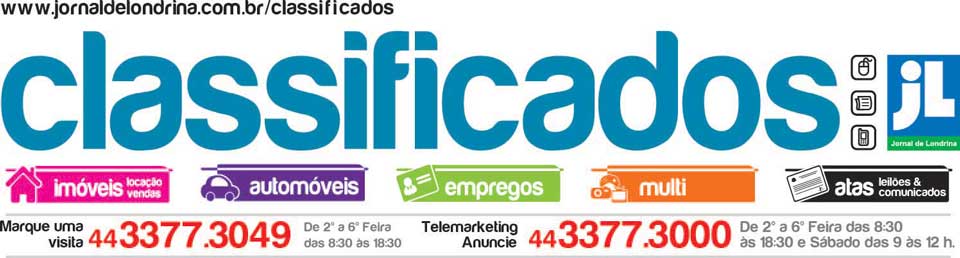 www.jornaldelondrina.com.br/classificados
classificados
jL
Jornal de Londrina
imóveis locação vendas
automóveis
empregos
multi
atas leilões & comunicados
Marque uma visita 44 3377.3049 De 2ª a 6ª Feira das 8:30 às 18:30
Telemarketing Anuncie 44 3377.3000 De 2ª a 6ª Feira das 8:30 às 18:30 e Sábado das 9 às 12 h.